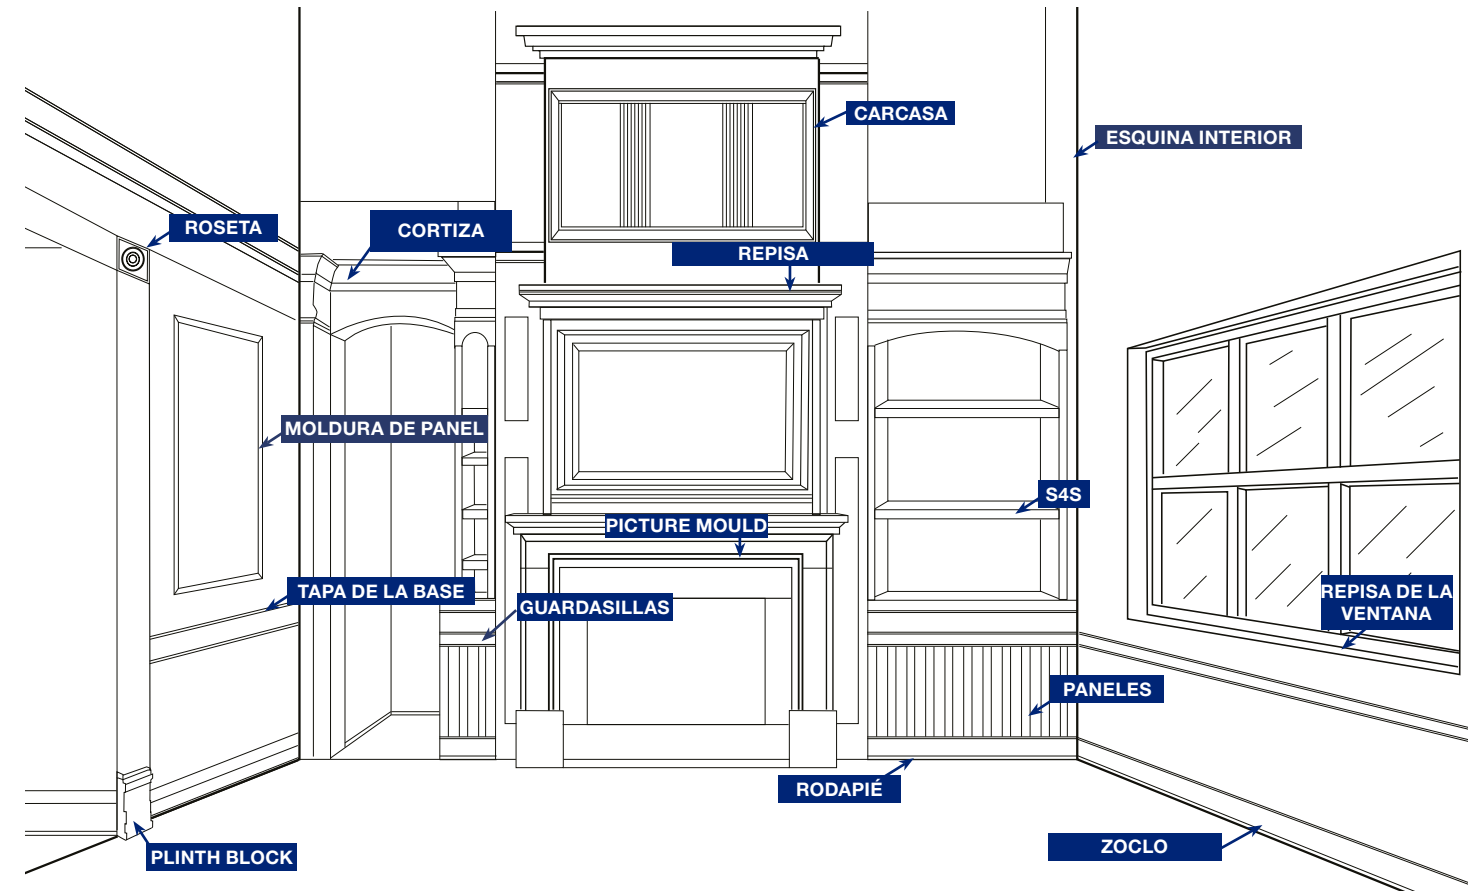 CARCASA
ESQUINA INTERIOR
ROSETA
CORTIZA
REPISA
MOLDURA DE PANEL
S4S
PICTURE MOULD
TAPA DE LA BASE
GUARDASILLAS
REPISA DE LA
VENTANA
PANELES
RODAPIÉ
ZOCLO
PLINTH BLOCK